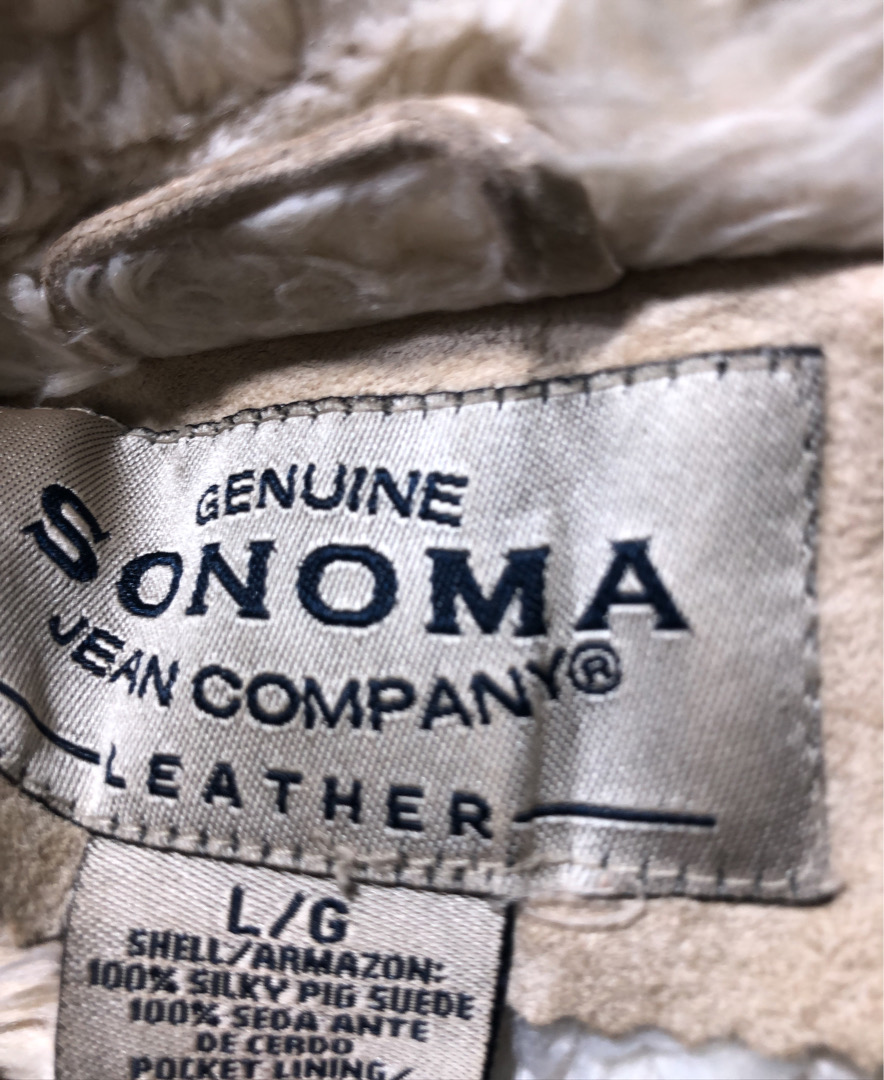 GENUINE
SONOMA
JEAN COMPANY®
LEATHER
L/G
SHELL/ARMAZON:
100% SILKY PIG SUEDE
100% SEDA ANTE
DE CERDO
POCKET LINING/